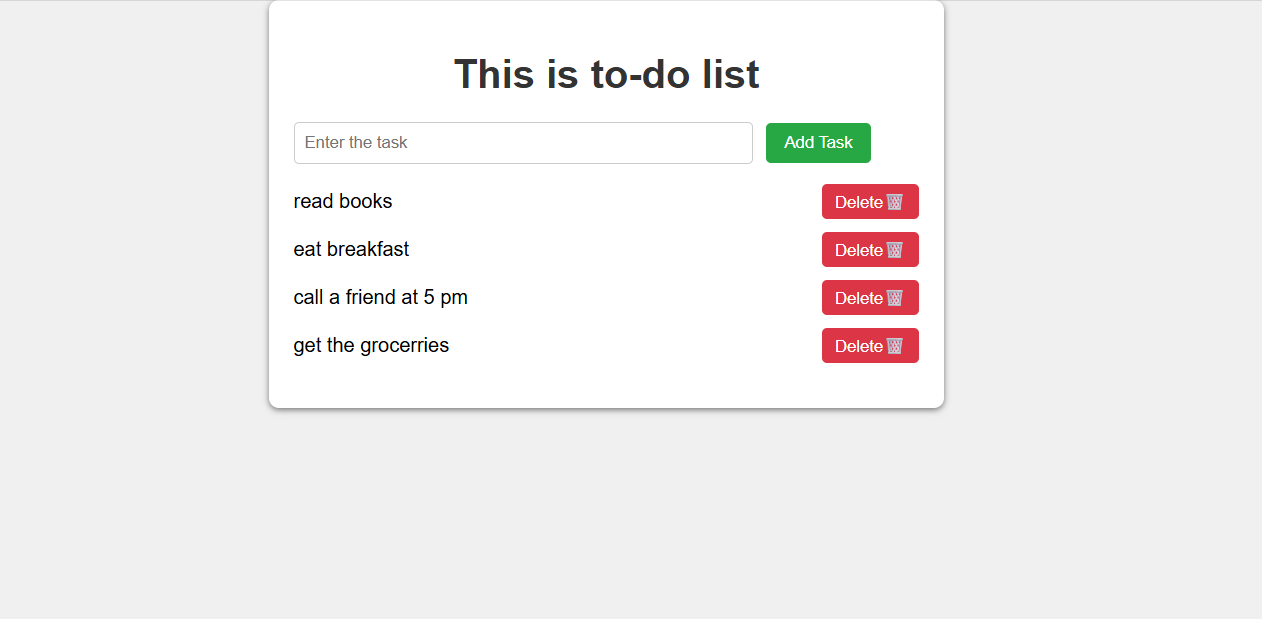 This is to-do list
Enter the task Add Task
read books Delete🗑️
eat breakfast Delete🗑️
call a friend at 5 pm Delete🗑️
get the grocerries Delete🗑️